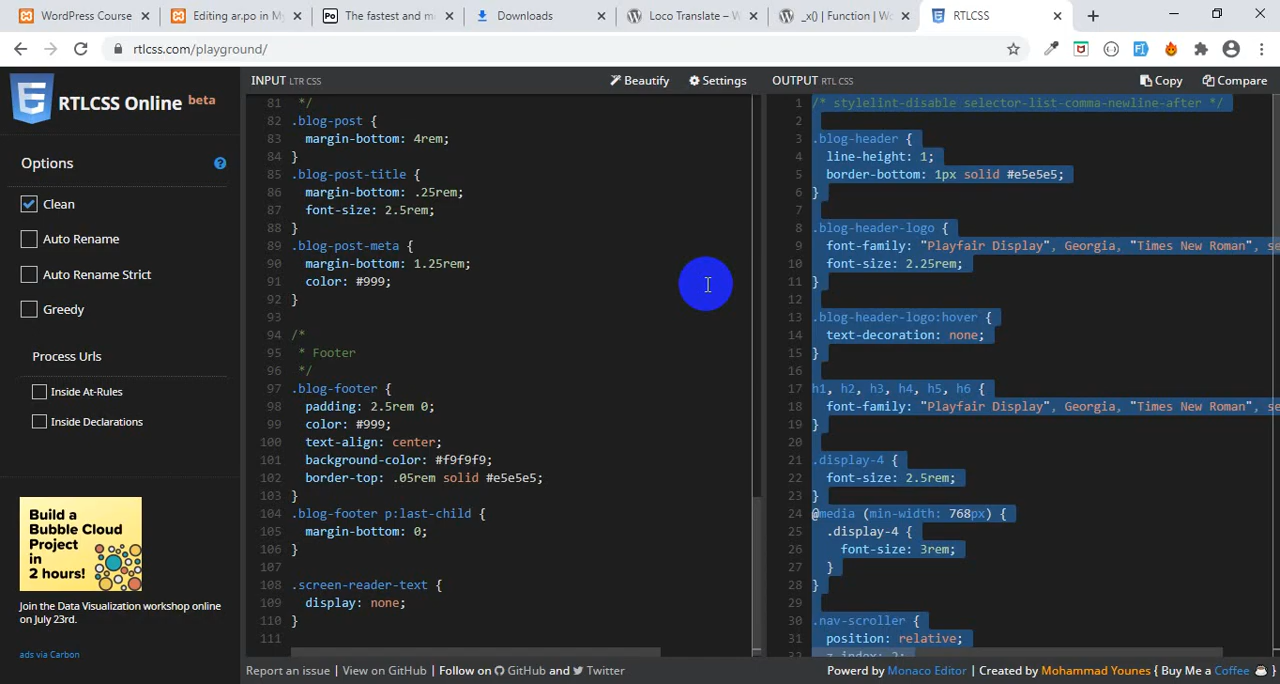 WordPress Course
Editing ar.po in My
The fastest and m
Downloads
Loco Translate – W
_x() | Function | Wo
RTLCSS
rtlcss.com/playground/
RTLCSS Online beta
Options
Clean
Auto Rename
Auto Rename Strict
Greedy
Process Urls
Inside At-Rules
Inside Declarations
Build a
Bubble Cloud
Project
in
2 hours!
Join the Data Visualization workshop online
on July 23rd.
ads via Carbon
INPUT LTR CSS
Beautify
Settings
81 */
82 .blog-post {
83 margin-bottom: 4rem;
84 }
85 .blog-post-title {
86 margin-bottom: .25rem;
87 font-size: 2.5rem;
88 }
89 .blog-post-meta {
90 margin-bottom: 1.25rem;
91 color: #999;
92 }
93
94 /*
95 * Footer
96 */
97 .blog-footer {
98 padding: 2.5rem 0;
99 color: #999;
100 text-align: center;
101 background-color: #f9f9f9;
102 border-top: .05rem solid #e5e5e5;
103 }
104 .blog-footer p:last-child {
105 margin-bottom: 0;
106 }
107
108 .screen-reader-text {
109 display: none;
110 }
111
OUTPUT RTL CSS
Copy
Compare
1 /* stylelint-disable selector-list-comma-newline-after */
2
3 .blog-header {
4 line-height: 1;
5 border-bottom: 1px solid #e5e5e5;
6 }
7
8 .blog-header-logo {
9 font-family: "Playfair Display", Georgia, "Times New Roman", se
10 font-size: 2.25rem;
11 }
12
13 .blog-header-logo:hover {
14 text-decoration: none;
15 }
16
17 h1, h2, h3, h4, h5, h6 {
18 font-family: "Playfair Display", Georgia, "Times New Roman", se
19 }
20
21 .display-4 {
22 font-size: 2.5rem;
23 }
24 @media (min-width: 768px) {
25 .display-4 {
26 font-size: 3rem;
27 }
28 }
29
30 .nav-scroller {
31 position: relative;
32 z-index: 2;
Report an issue | View on GitHub | Follow on GitHub and Twitter
Powerd by Monaco Editor | Created by Mohammad Younes { Buy Me a Coffee ☕ }